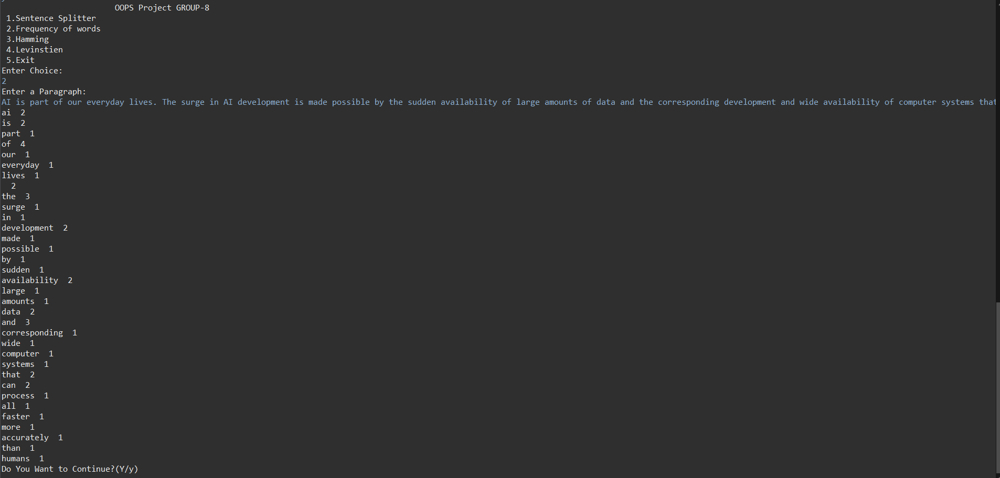 OOPS Project GROUP-8
1.Sentence Splitter
2.Frequency of words
3.Hamming
4.Levinstien
5.Exit
Enter Choice:
2
Enter a Paragraph:
AI is part of our everyday lives. The surge in AI development is made possible by the sudden availability of large amounts of data and the corresponding development and wide availability of computer systems that
ai  2
is  2
part  1
of  4
our  1
everyday  1
lives  1
  2
the  3
surge  1
in  1
development  2
made  1
possible  1
by  1
sudden  1
availability  2
large  1
amounts  1
data  2
and  3
corresponding  1
wide  1
computer  1
systems  1
that  2
can  2
process  1
all  1
faster  1
more  1
accurately  1
than  1
humans  1
Do You Want to Continue?(Y/y)